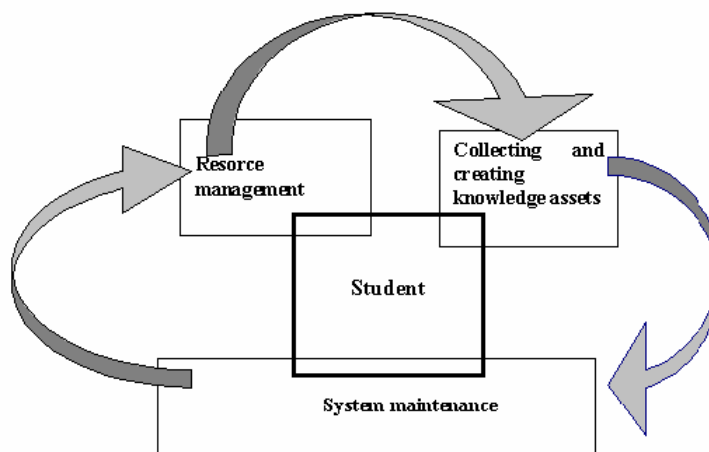 Resorce
management
Collecting and
creating
knowledge assets
Student
System maintenance